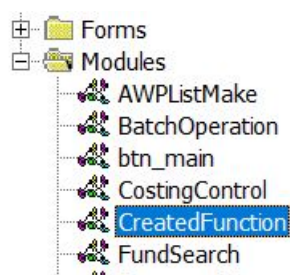 Forms
Modules
AWPListMake
BatchOperation
btn_main
CostingControl
CreatedFunction
FundSearch